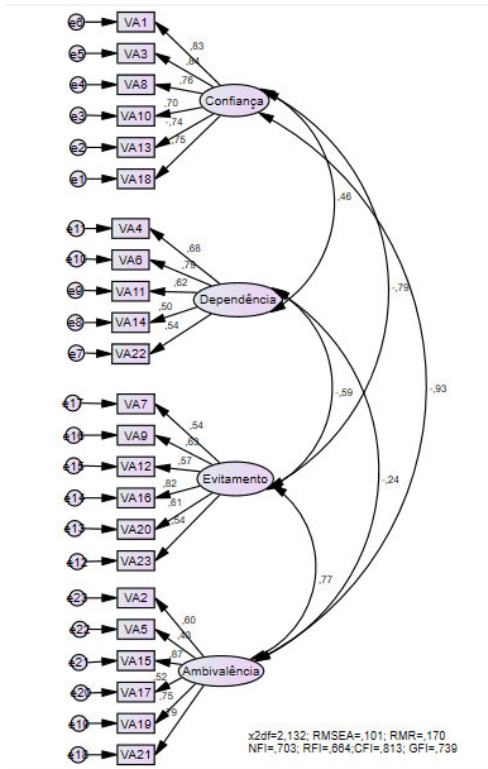 e6 VA1
,83
e5 VA3
,84
e4 VA8
,76
Confiança
e3 VA10
,70
-,74
e2 VA13
,75
e1 VA18
,46
e11 VA4
,68
e10 VA6
,79
e9 VA11
,62
Dependência
-,79
e8 VA14
,50
e7 VA22
,54
-,59
-,93
e17 VA7
,54
e16 VA9
,63
e15 VA12
,57
Evitamento
-,24
e14 VA16
,82
e13 VA20
,61
,54
e12 VA23
,77
e23 VA2
,60
e22 VA5
e21 VA15
,87
Ambivalência
e20 VA17
,52
,75
e19 VA19
,79
e18 VA21
x2df=2,132; RMSEA=,101; RMR=,170
NFI=,703; RFI=,664;CFI=,813; GFI=,739